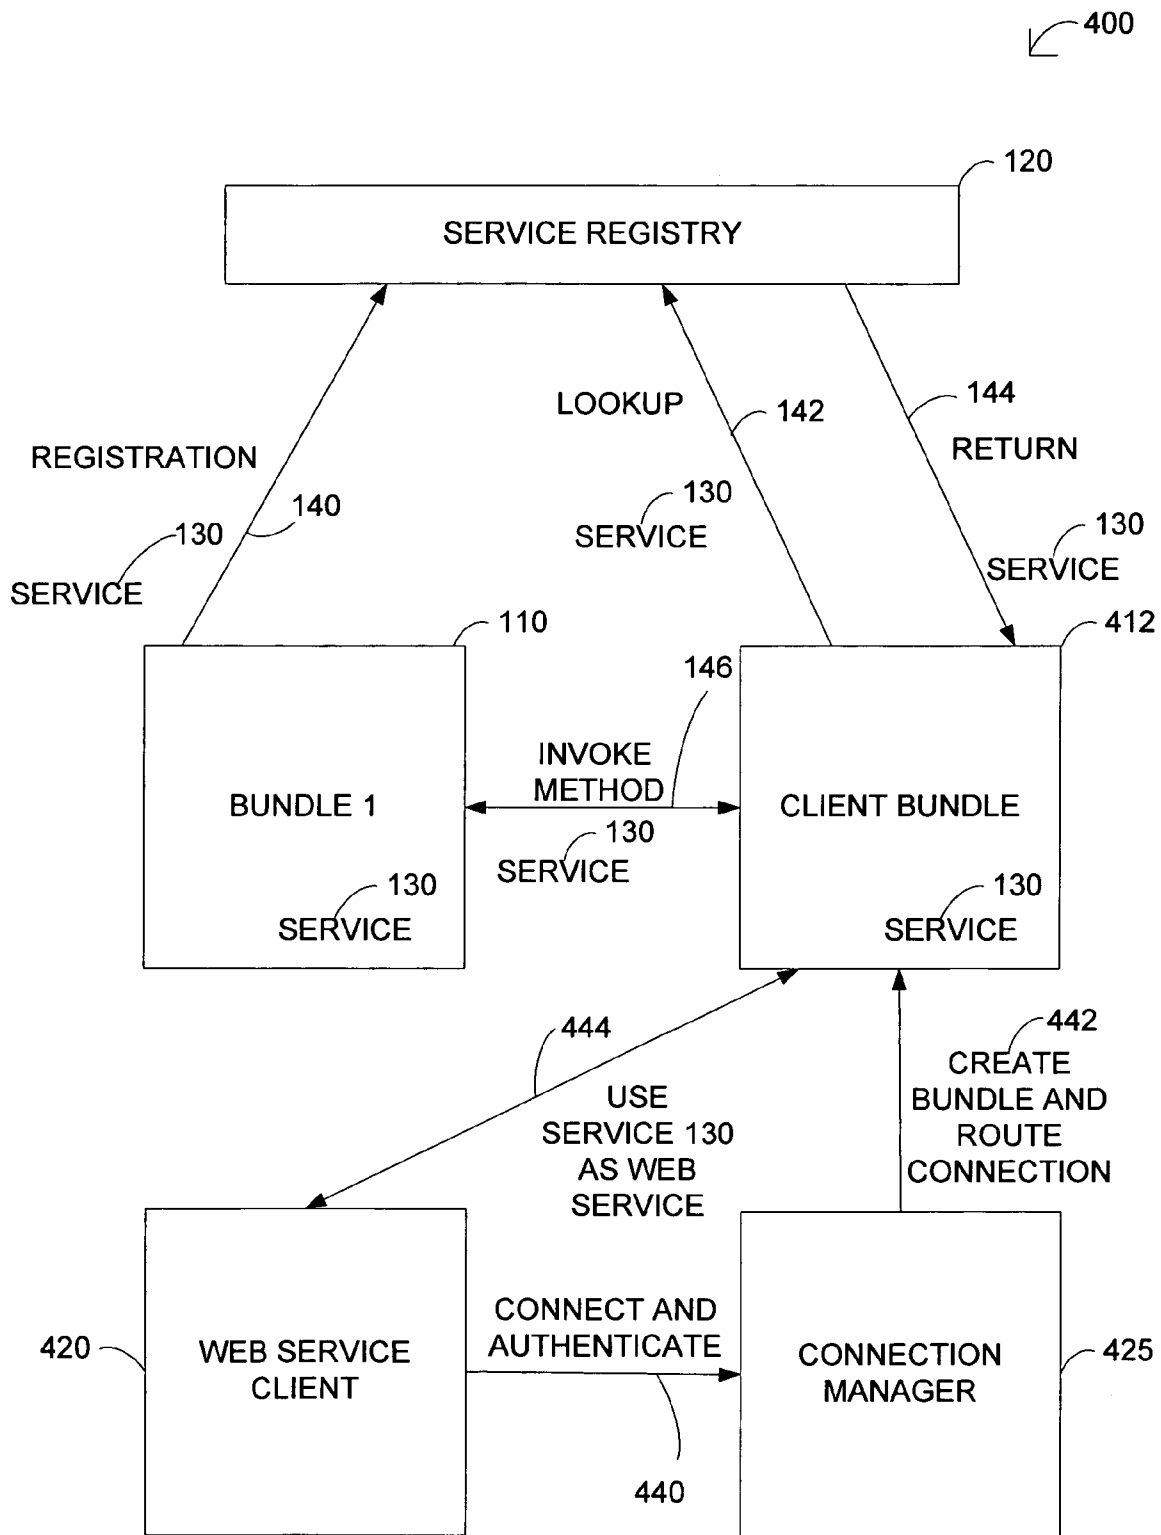 400
120
SERVICE REGISTRY
LOOKUP
142
144
RETURN
REGISTRATION
140
130
SERVICE
130
SERVICE
130
SERVICE
110
412
146
INVOKE
METHOD
130
SERVICE
BUNDLE 1
130
SERVICE
CLIENT BUNDLE
130
SERVICE
444
USE
SERVICE 130
AS WEB
SERVICE
442
CREATE
BUNDLE AND
ROUTE
CONNECTION
420
WEB SERVICE
CLIENT
CONNECT AND
AUTHENTICATE
440
CONNECTION
MANAGER
425